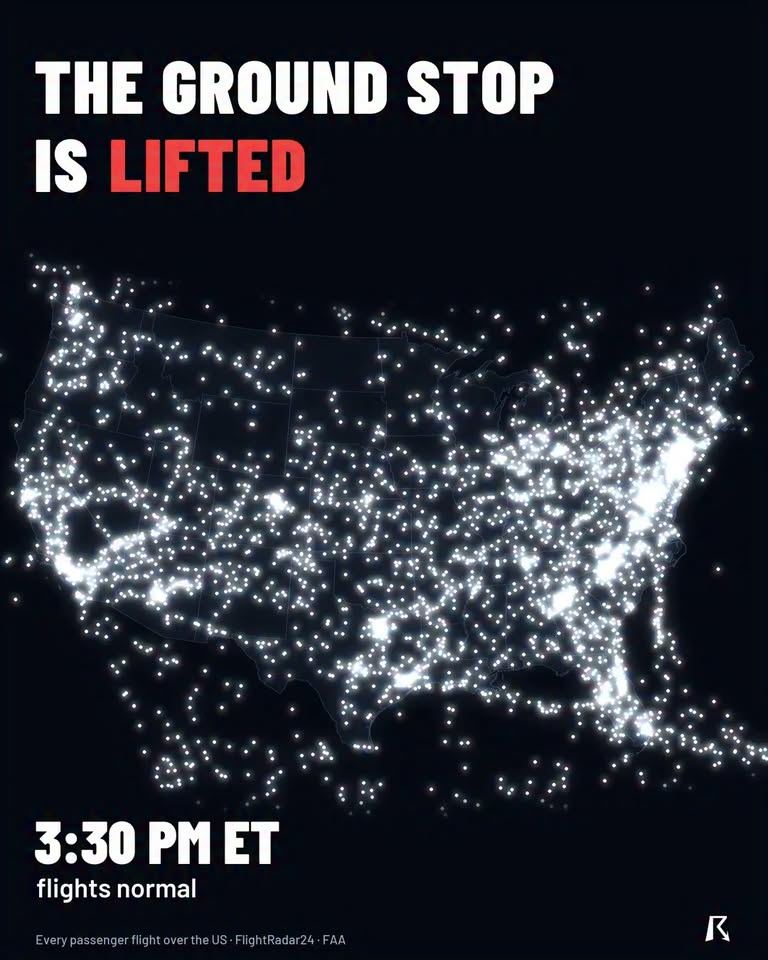 THE GROUND STOP
IS LIFTED
3:30 PM ET
flights normal
Every passenger flight over the US · FlightRadar24 · FAA